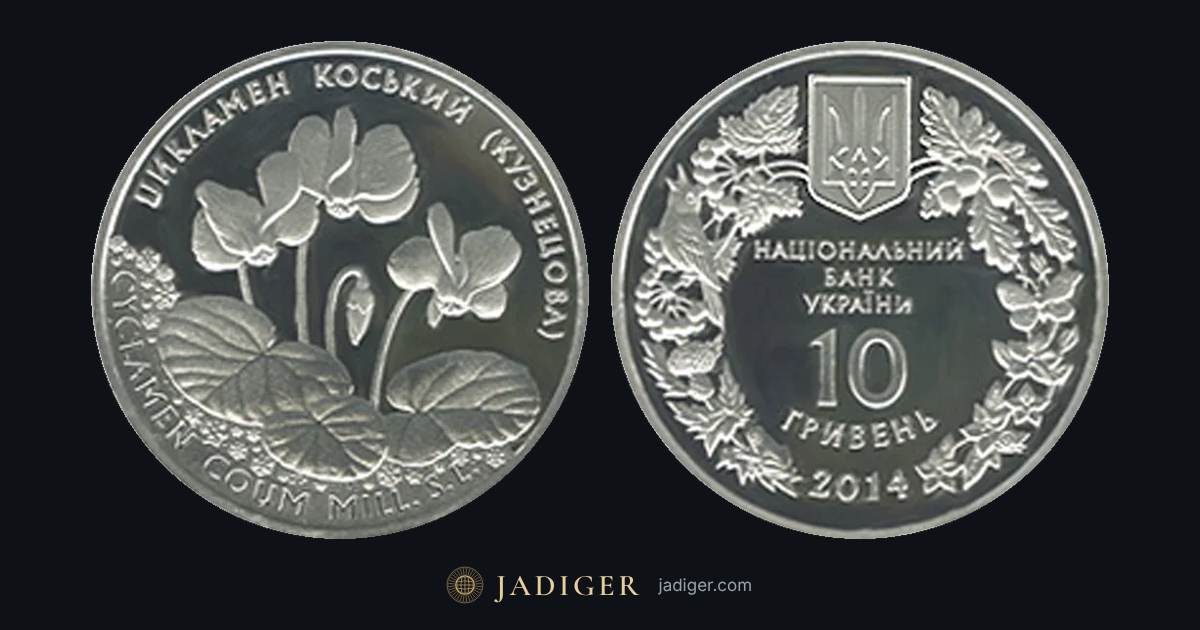 ЦИКЛАМЕН КОСЬКИЙ (КУЗНЕЦОВА)
CYCLAMEN COUM MILL. S.L.
НАЦІОНАЛЬНИЙ
БАНК
УКРАЇНИ
10
ГРИВЕНЬ
2014
JADIGER jadiger.com